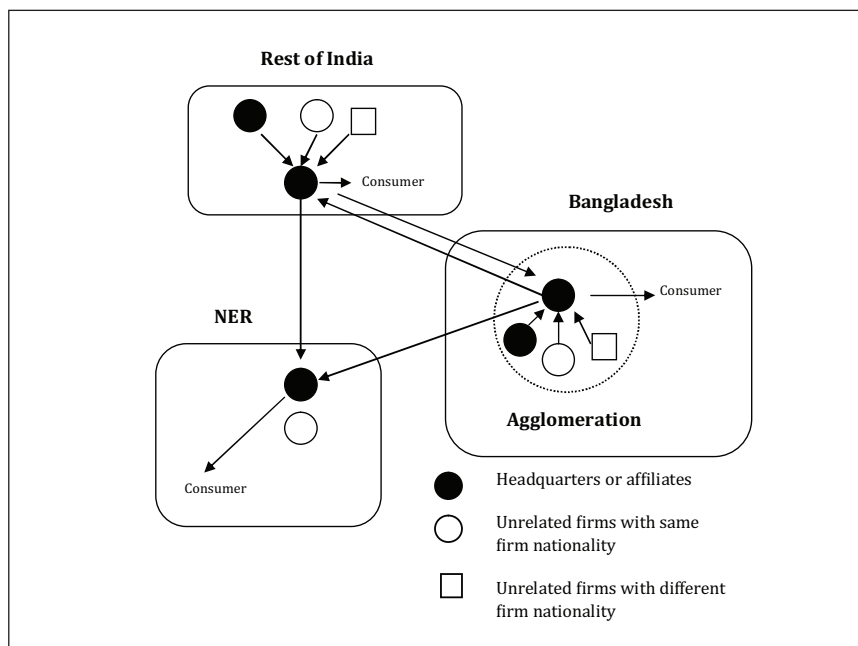 Rest of India
Consumer
Bangladesh
Consumer
NER
Agglomeration
Consumer
Headquarters or affiliates
Unrelated firms with same
firm nationality
Unrelated firms with different
firm nationality